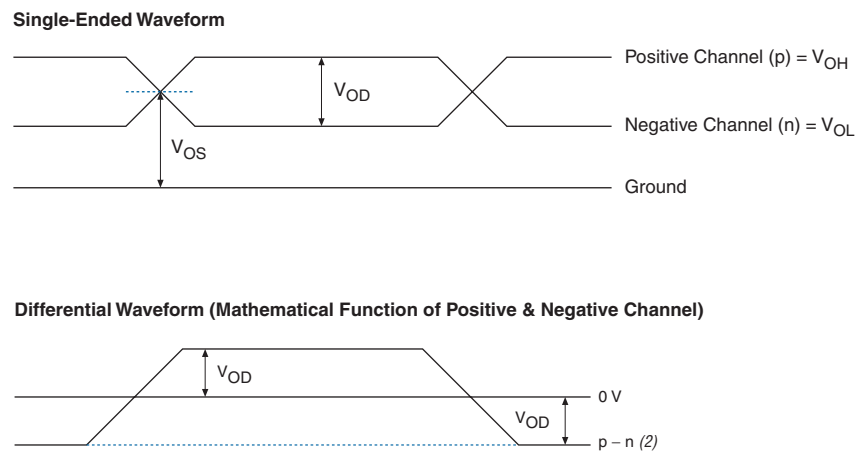 Single-Ended Waveform
Positive Channel (p) = VOH
VOD
Negative Channel (n) = VOL
VOS
Ground
Differential Waveform (Mathematical Function of Positive & Negative Channel)
VOD
0 V
VOD
p – n (2)